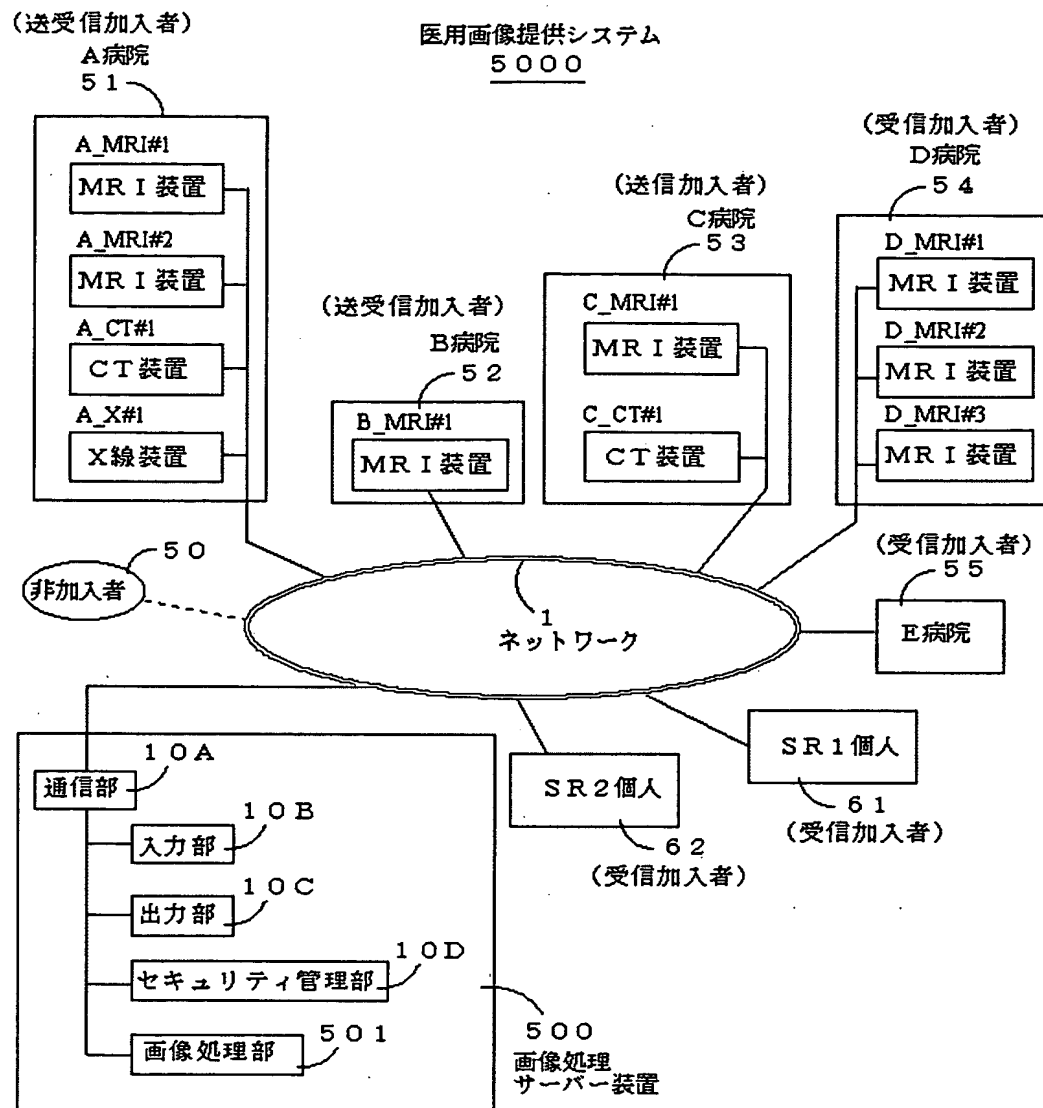 医用画像提供システム
5000
(送受信加入者)
A病院
51
A_MRI#1
MRI装置
A_MRI#2
MRI装置
A_CT#1
CT装置
A_X#1
X線装置
(送受信加入者)
B病院
52
B_MRI#1
MRI装置
(送信加入者)
C病院
53
C_MRI#1
MRI装置
C_CT#1
CT装置
(受信加入者)
D病院
54
D_MRI#1
MRI装置
D_MRI#2
MRI装置
D_MRI#3
MRI装置
50
非加入者
1
ネットワーク
(受信加入者)
55
E病院
SR1個人
61
(受信加入者)
SR2個人
62
(受信加入者)
10A
通信部
10B
入力部
10C
出力部
10D
セキュリティ管理部
501
画像処理部
500
画像処理
サーバー装置